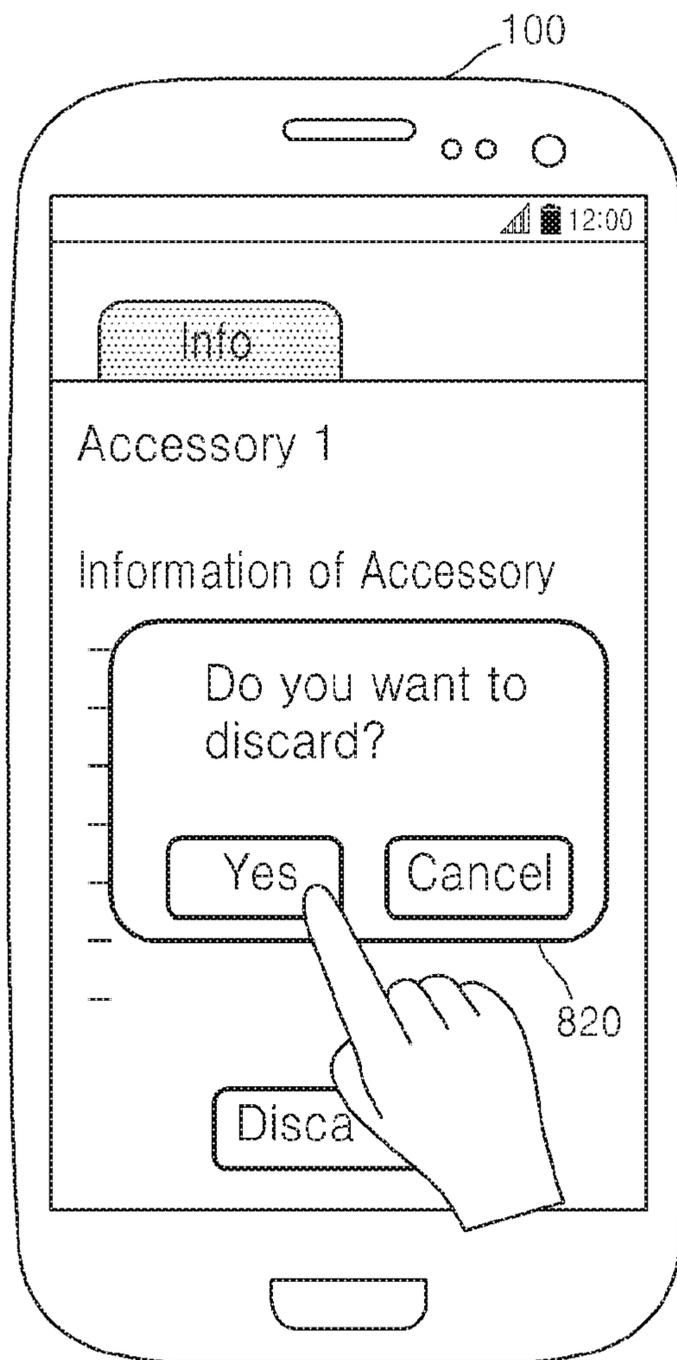 100
12:00
Info
Accessory 1
Information of Accessory
Do you want to
discard?
Yes
Cancel
820
Disca